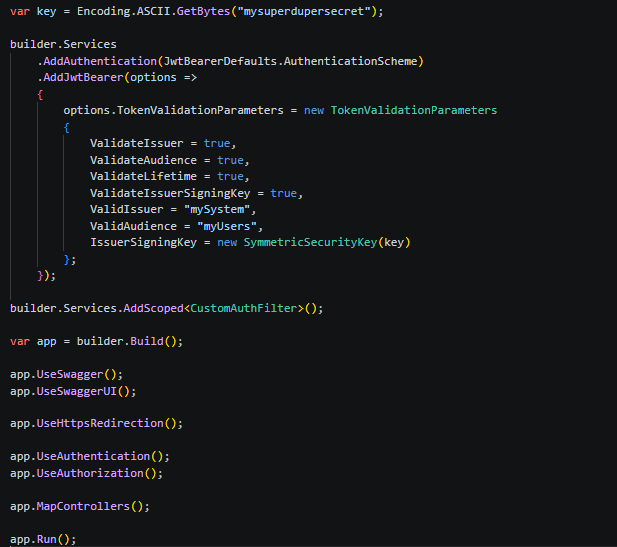 var key = Encoding.ASCII.GetBytes("mysuperdupersecret");
builder.Services
.AddAuthentication(JwtBearerDefaults.AuthenticationScheme)
.AddJwtBearer(options =>
{
options.TokenValidationParameters = new TokenValidationParameters
{
ValidateIssuer = true,
ValidateAudience = true,
ValidateLifetime = true,
ValidateIssuerSigningKey = true,
ValidIssuer = "mySystem",
ValidAudience = "myUsers",
IssuerSigningKey = new SymmetricSecurityKey(key)
};
});
builder.Services.AddScoped<CustomAuthFilter>();
var app = builder.Build();
app.UseSwagger();
app.UseSwaggerUI();
app.UseHttpsRedirection();
app.UseAuthentication();
app.UseAuthorization();
app.MapControllers();
app.Run();